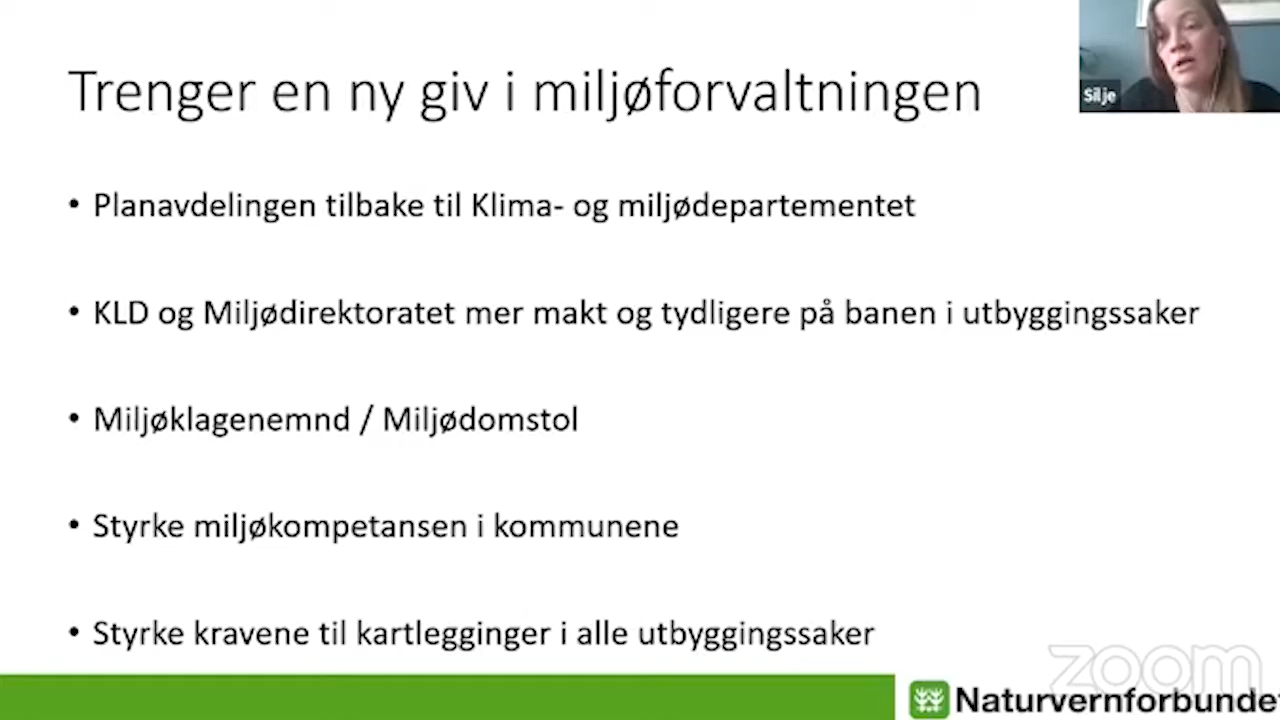 Trenger en ny giv i miljøforvaltningen
Silje
• Planavdelingen tilbake til Klima- og miljødepartementet
• KLD og Miljødirektoratet mer makt og tydligere på banen i utbyggingssaker
• Miljøklagenemnd / Miljødomstol
• Styrke miljøkompetansen i kommunene
• Styrke kravene til kartlegginger i alle utbyggingssaker
zoom
Naturvernforbundet